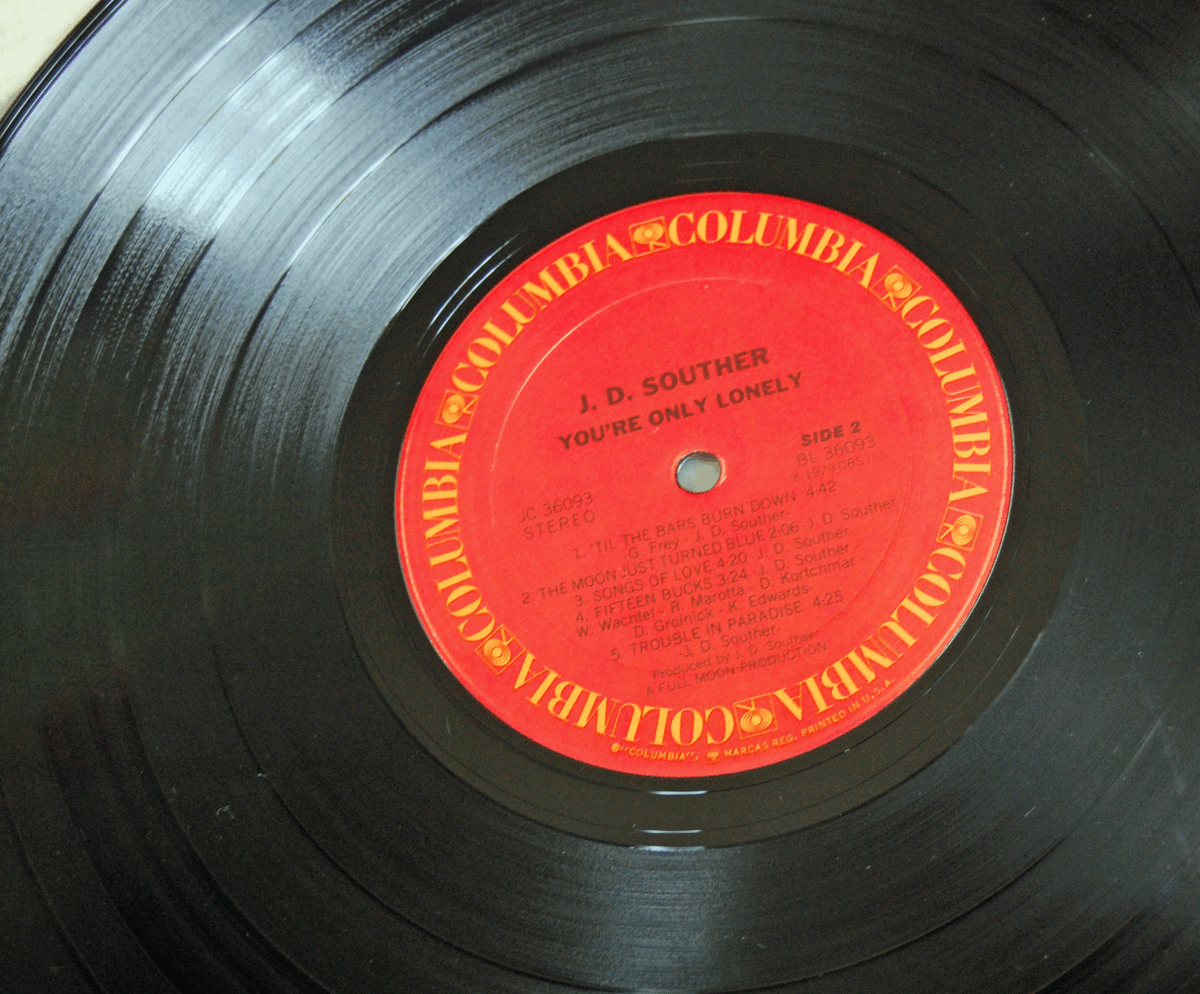 COLUMBIA COLUMBIA COLUMBIA COLUMBIA COLUMBIA COLUMBIA COLUMBIA
J. D. SOUTHER
YOU'RE ONLY LONELY
SIDE 2
BL 36093
℗ 1979 CBS
JC 36093
STEREO
1. 'TIL THE BARS BURN DOWN 4:42
-G. Frey - J. D. Souther-
2. THE MOON JUST TURNED BLUE 2:06 -J. D. Souther-
3. SONGS OF LOVE 4:20 -J. D. Souther-
4. FIFTEEN BUCKS 3:24 -J. D. Souther -
W. Wachtel - R. Marotta - D. Kortchmar -
D. Grolnick - K. Edwards-
5. TROUBLE IN PARADISE 4:25
-J. D. Souther-
Produced by J. D. Souther
A FULL MOON PRODUCTION
®"COLUMBIA", MARCAS REG. PRINTED IN U.S.A.